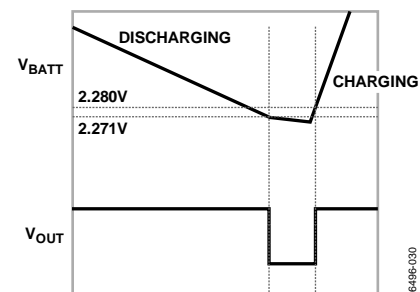 DISCHARGING
V_BATT
CHARGING
2.280V
2.271V
V_OUT
6496-030